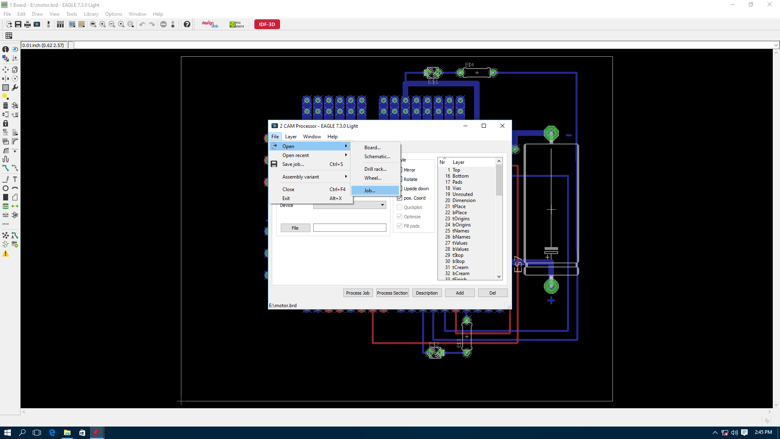 1 Board - E:\motor.brd - EAGLE 7.3.0 Light
File Edit Draw View Tools Library Options Window Help
IDF-3D
0.01 inch (0.62 2.57)
2 CAM Processor - EAGLE 7.3.0 Light
File Layer Window Help
Open
Open recent
Save job... Ctrl+S
Assembly variant
Close Ctrl+F4
Exit Alt+X
Board...
Schematic...
Drill rack...
Wheel...
Job...
Mirror
Rotate
Upside down
pos. Coord
Quickplot
Optimize
Fill pads
File
Nr Layer
1 Top
16 Bottom
17 Pads
18 Vias
19 Unrouted
20 Dimension
21 tPlace
22 bPlace
23 tOrigins
24 bOrigins
25 tNames
26 bNames
27 tValues
28 bValues
29 tStop
30 bStop
31 tCream
32 bCream
Process Job Process Section Description Add Del
E:\motor.brd
2:45 PM